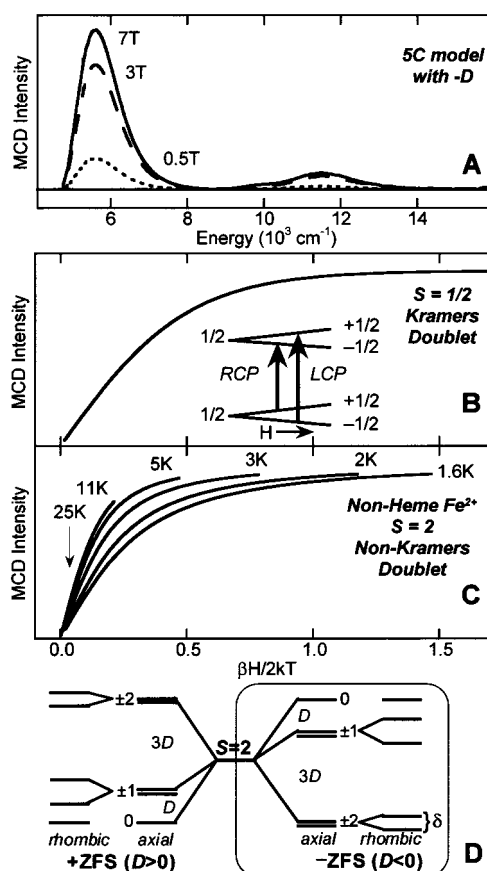 MCD Intensity
7T
3T
0.5T
5C model
with -D
A
6
8
10
12
14
Energy (10³ cm⁻¹)
MCD Intensity
S = 1/2
Kramers
Doublet
1/2
+1/2
–1/2
RCP
LCP
1/2
+1/2
–1/2
H
B
MCD Intensity
25K
11K
5K
3K
2K
1.6K
Non-Heme Fe²⁺
S = 2
Non-Kramers
Doublet
C
0.0
0.5
1.0
1.5
βH/2kT
±2
3D
±1
D
0
rhombic
axial
+ZFS (D>0)
S=2
0
D
±1
3D
±2
} δ
axial
rhombic
–ZFS (D<0)
D